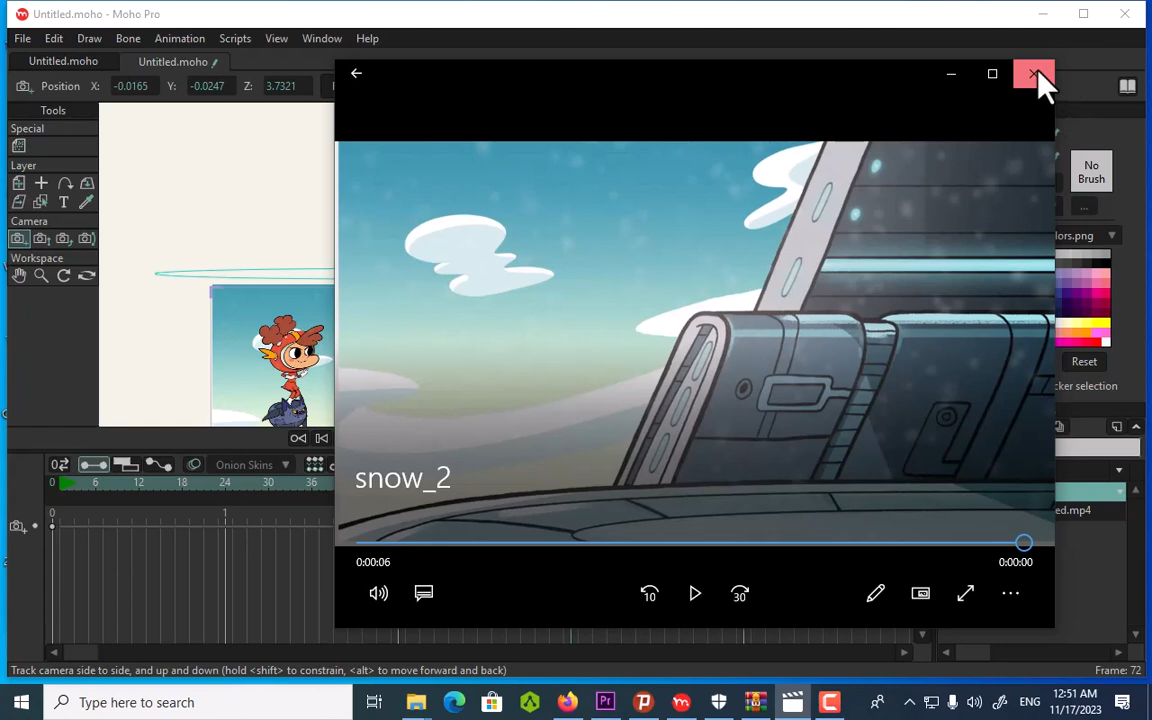 Untitled.moho - Moho Pro
File Edit Draw Bone Animation Scripts View Window Help
Untitled.moho Untitled.moho
Position X: -0.0165 Y: -0.0247 Z: 3.7321
Tools
Special
Layer
Camera
Workspace
No
Brush
...
lors.png
Reset
cker selection
snow_2
0:00:06 0:00:00
10 30
Onion Skins
0 6 12 18 24 30 36
0 1
ed.mp4
Track camera side to side, and up and down (hold <shift> to constrain, <alt> to move forward and back) Frame: 72
Type here to search
Pr
ENG
12:51 AM
11/17/2023